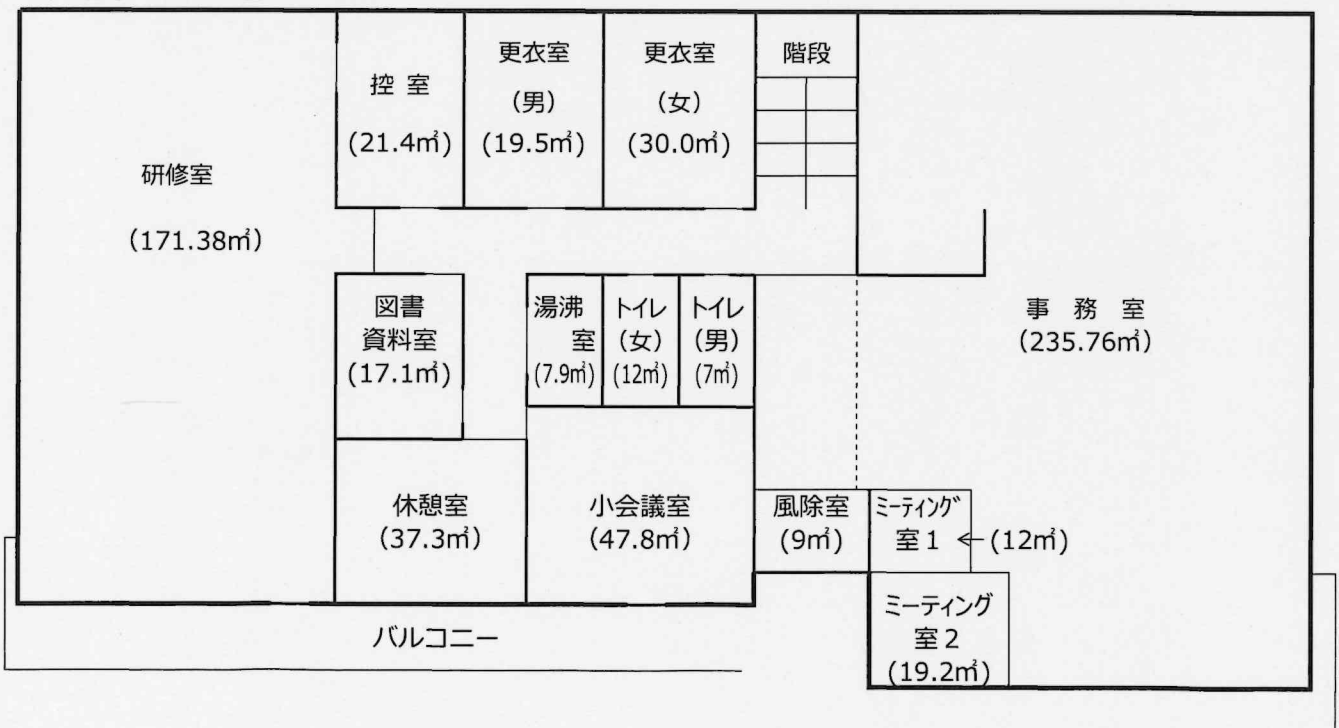 控 室
(21.4㎡)
更衣室
（男）
(19.5㎡)
更衣室
（女）
(30.0㎡)
階段
研修室
（171.38㎡）
図書
資料室
(17.1㎡)
湯沸
室
(7.9㎡)
トイレ
（女）
(12㎡)
トイレ
（男）
(7㎡)
事 務 室
（235.76㎡）
休憩室
(37.3㎡)
小会議室
(47.8㎡)
風除室
(9㎡)
ミーティング
室１ ← (12㎡)
ミーティング
室２
(19.2㎡)
バルコニー